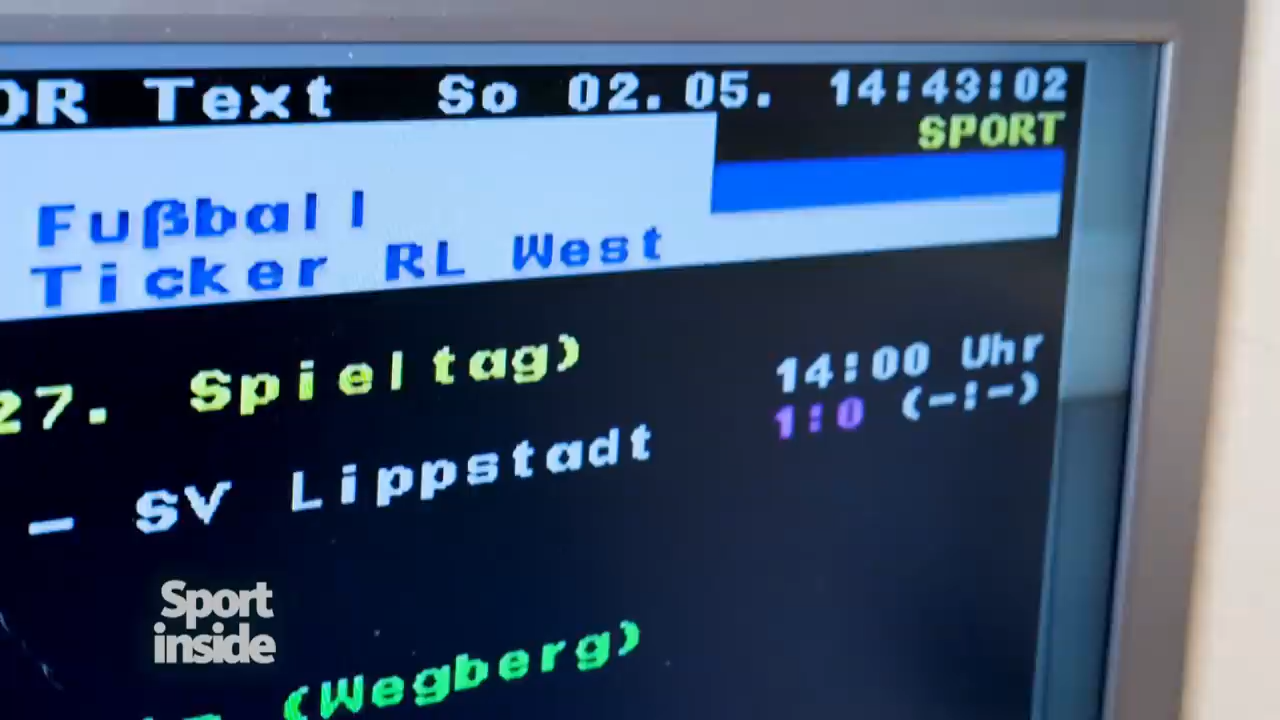 DR Text So 02.05. 14:43:02
SPORT
Fußball
Ticker RL West
27. Spieltag) 14:00 Uhr
– SV Lippstadt 1:0 (-:-)
(Wegberg)
Sport
inside